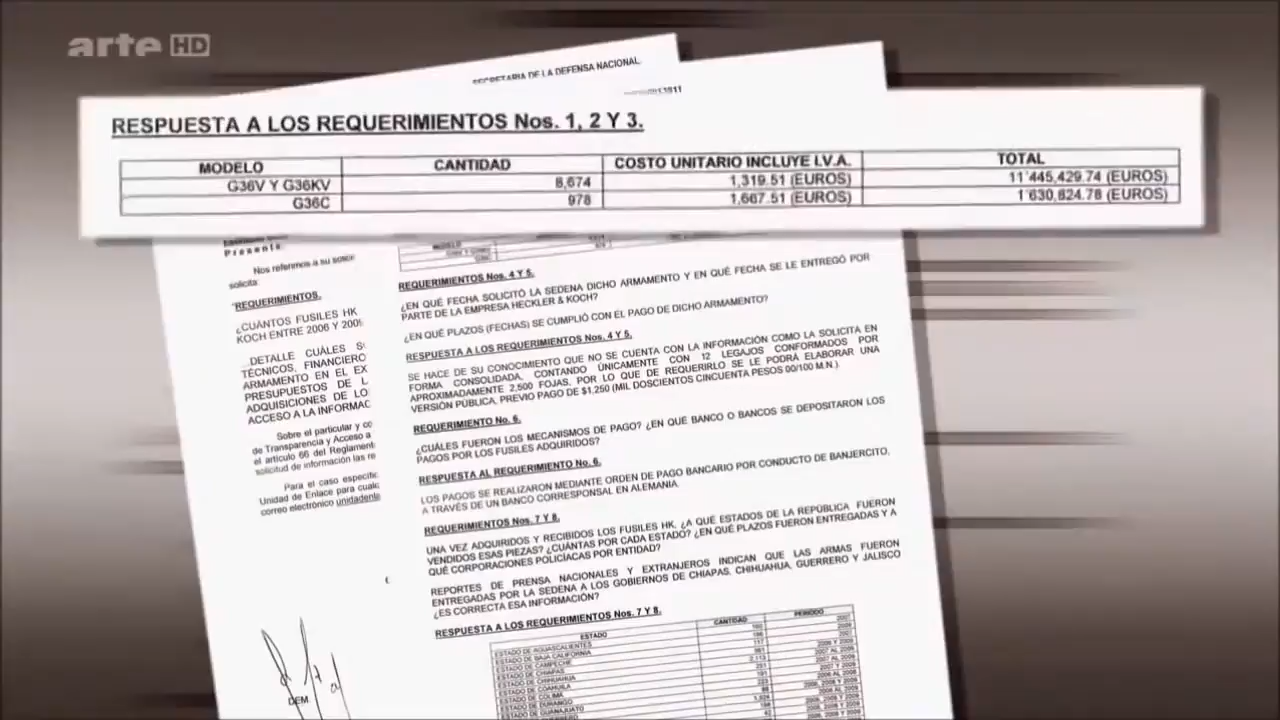 arte HD
SECRETARIA DE LA DEFENSA NACIONAL
RESPUESTA A LOS REQUERIMIENTOS Nos. 1, 2 Y 3.
MODELO CANTIDAD COSTO UNITARIO INCLUYE I.V.A. TOTAL
G36V Y G36KV 8,674 1,319.51 (EUROS) 11'445,429.74 (EUROS)
G36C 978 1,667.51 (EUROS) 1'630,824.78 (EUROS)
Presente
Nos referimos a su
solicita:
"REQUERIMIENTOS.
¿CUÁNTOS FUSILES HK
KOCH ENTRE 2006 Y
DETALLE CUÁLES
TÉCNICOS, FINANCIERO
ARMAMENTO EN EL EX
PRESUPUESTOS DE L
ADQUISICIONES DE LO
ACCESO A LA INFORMAC
Sobre el particular y co
de Transparencia y Acceso a
el artículo 66 del Reglament
solicitud de información las re
Para el caso específic
Unidad de Enlace para cualc
correo electrónico unidadenla
DEM.
REQUERIMIENTOS Nos. 4 Y 5.
¿EN QUÉ FECHA SOLICITÓ LA SEDENA DICHO ARMAMENTO Y EN QUÉ FECHA SE LE ENTREGÓ POR
PARTE DE LA EMPRESA HECKLER & KOCH?
¿EN QUÉ PLAZOS (FECHAS) SE CUMPLIÓ CON EL PAGO DE DICHO ARMAMENTO?
RESPUESTA A LOS REQUERIMIENTOS Nos. 4 Y 5.
SE HACE DE SU CONOCIMIENTO QUE NO SE CUENTA CON LA INFORMACIÓN COMO LA SOLICITA EN
FORMA CONSOLIDADA, CONTANDO ÚNICAMENTE CON 12 LEGAJOS CONFORMADOS POR
APROXIMADAMENTE 2,500 FOJAS, POR LO QUE DE REQUERIRLO SE LE PODRÁ ELABORAR UNA
VERSIÓN PÚBLICA, PREVIO PAGO DE $1,250 (MIL DOSCIENTOS CINCUENTA PESOS 00/100 M.N.)
REQUERIMIENTO No. 6.
¿CUÁLES FUERON LOS MECANISMOS DE PAGO? ¿EN QUÉ BANCO O BANCOS SE DEPOSITARON LOS
PAGOS POR LOS FUSILES ADQUIRIDOS?
RESPUESTA AL REQUERIMIENTO No. 6.
LOS PAGOS SE REALIZARON MEDIANTE ORDEN DE PAGO BANCARIO POR CONDUCTO DE BANJERCITO,
A TRAVÉS DE UN BANCO CORRESPONSAL EN ALEMANIA.
REQUERIMIENTOS Nos. 7 Y 8.
UNA VEZ ADQUIRIDOS Y RECIBIDOS LOS FUSILES HK, ¿A QUÉ ESTADOS DE LA REPÚBLICA FUERON
VENDIDOS ESAS PIEZAS? ¿CUÁNTAS POR CADA ESTADO? ¿EN QUÉ PLAZOS FUERON ENTREGADAS Y A
QUÉ CORPORACIONES POLICÍACAS POR ENTIDAD?
REPORTES DE PRENSA NACIONALES Y EXTRANJEROS INDICAN QUE LAS ARMAS FUERON
ENTREGADAS POR LA SEDENA A LOS GOBIERNOS DE CHIAPAS, CHIHUAHUA, GUERRERO Y JALISCO
¿ES CORRECTA ESA INFORMACIÓN?
RESPUESTA A LOS REQUERIMIENTOS Nos. 7 Y 8.
ESTADO CANTIDAD PERIODO
ESTADO DE AGUASCALIENTES
ESTADO DE BAJA CALIFORNIA
ESTADO DE CAMPECHE
ESTADO DE CHIAPAS
ESTADO DE CHIHUAHUA
ESTADO DE COAHUILA
ESTADO DE COLIMA
ESTADO DE DURANGO
ESTADO DE GUANAJUATO